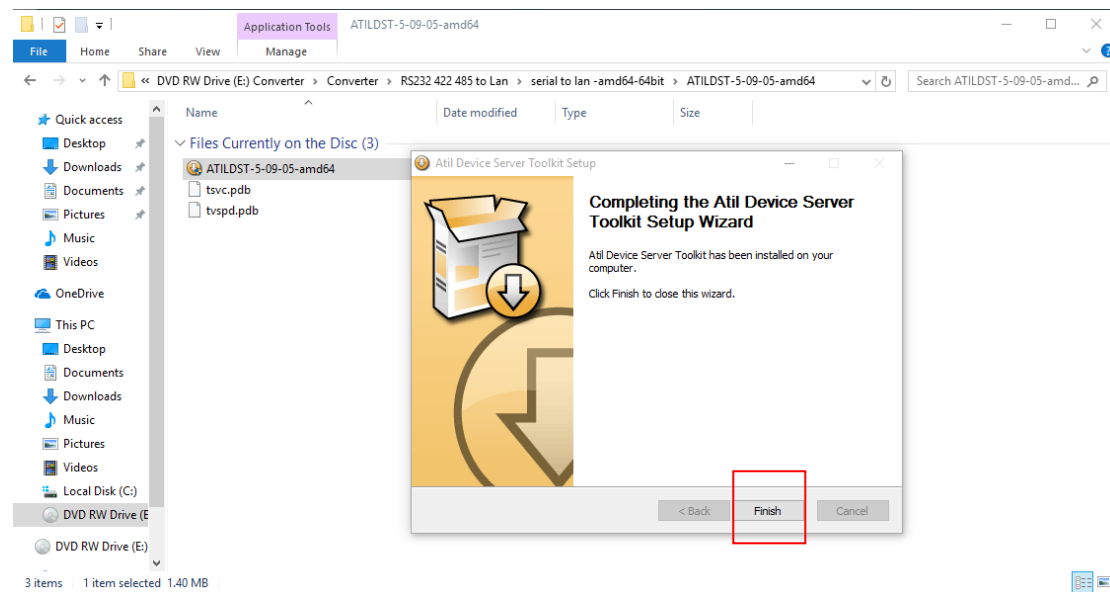 Application Tools
ATILDST-5-09-05-amd64
File
Home
Share
View
Manage
« DVD RW Drive (E:) Converter › Converter › RS232 422 485 to Lan › serial to lan -amd64-64bit › ATILDST-5-09-05-amd64
Search ATILDST-5-09-05-amd...
Name
Date modified
Type
Size
Quick access
Desktop
Downloads
Documents
Pictures
Music
Videos
OneDrive
This PC
Desktop
Documents
Downloads
Music
Pictures
Videos
Local Disk (C:)
DVD RW Drive (E
DVD RW Drive (E:)
Files Currently on the Disc (3)
ATILDST-5-09-05-amd64
tsvc.pdb
tvspd.pdb
Atil Device Server Toolkit Setup
Completing the Atil Device Server
Toolkit Setup Wizard
Atil Device Server Toolkit has been installed on your
computer.
Click Finish to close this wizard.
< Back
Finish
Cancel
3 items
1 item selected 1.40 MB